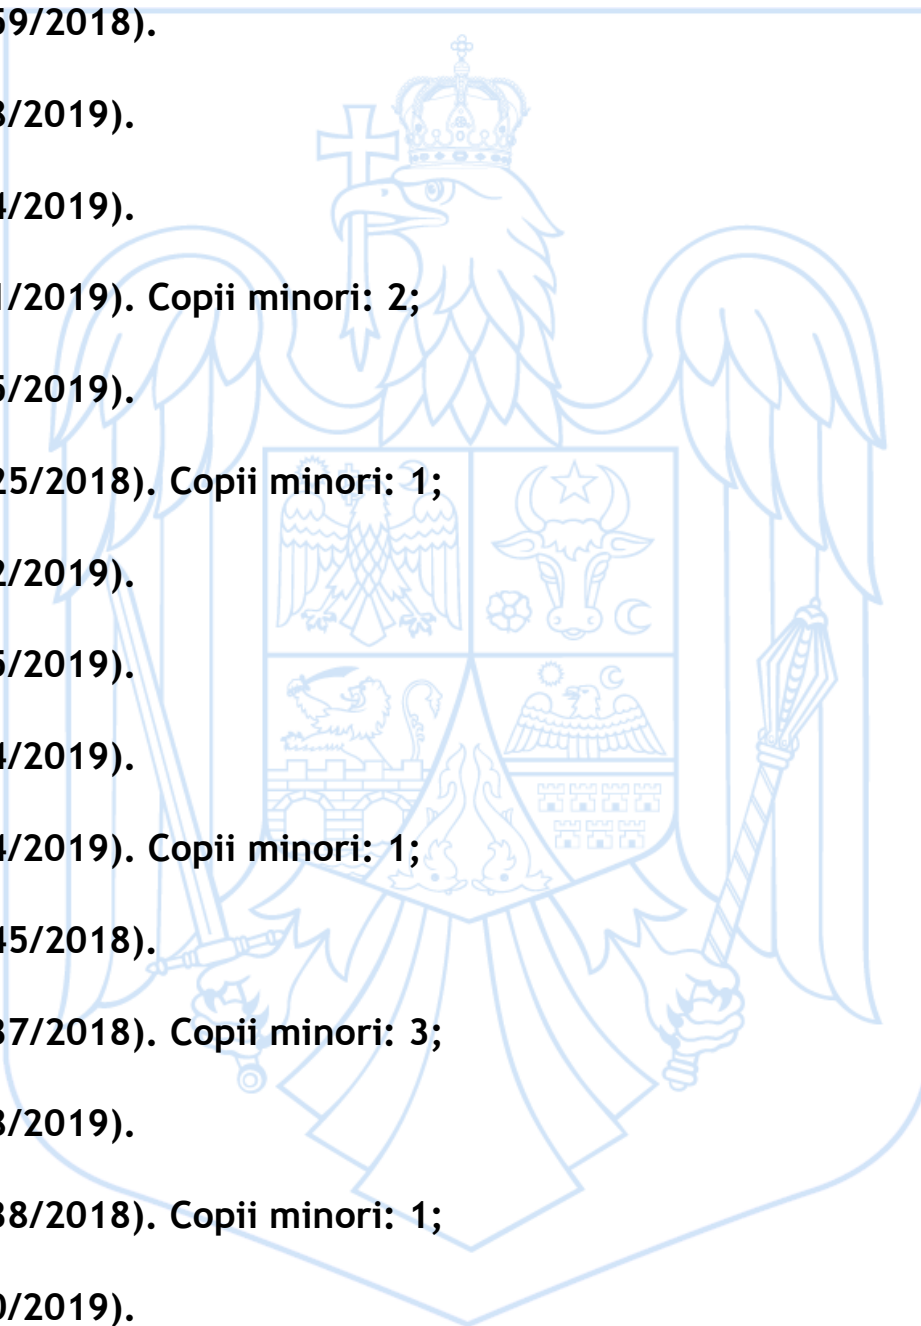 59/2018).
8/2019).
4/2019).
1/2019). Copii minori: 2;
6/2019).
25/2018). Copii minori: 1;
2/2019).
6/2019).
4/2019).
4/2019). Copii minori: 1;
45/2018).
37/2018). Copii minori: 3;
8/2019).
38/2018). Copii minori: 1;
0/2019).